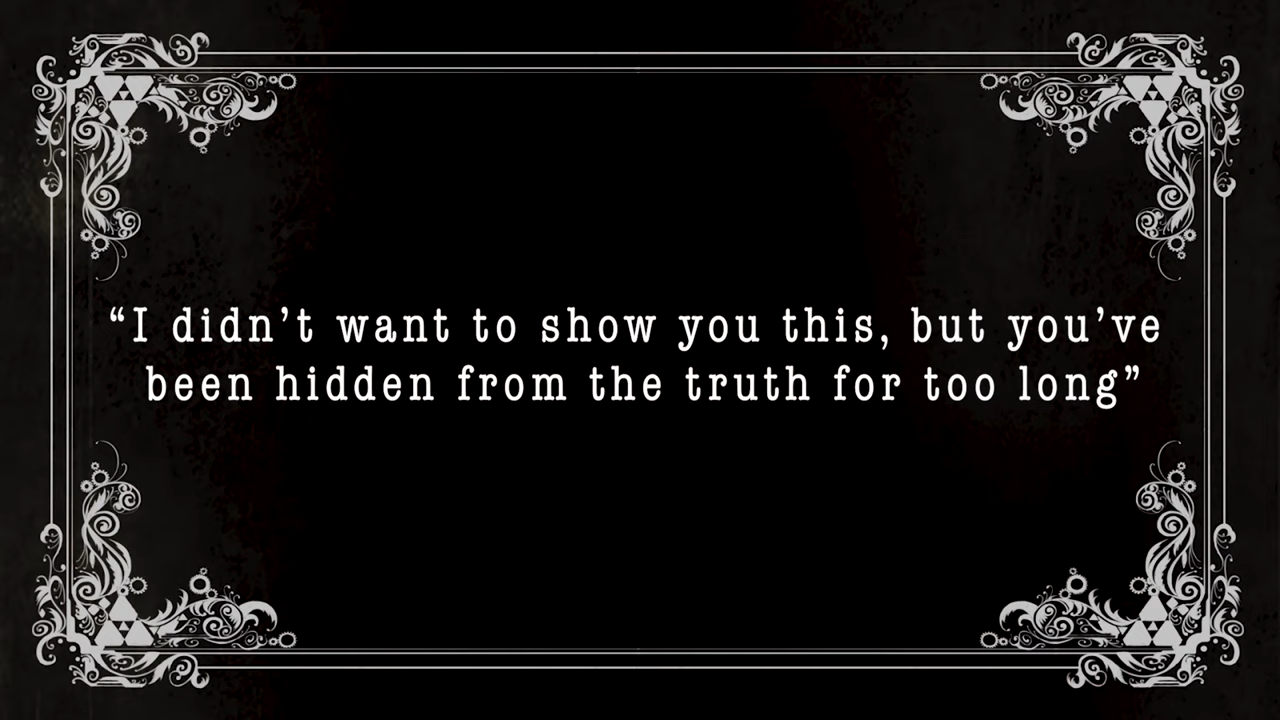 “I didn’t want to show you this, but you’ve
been hidden from the truth for too long”